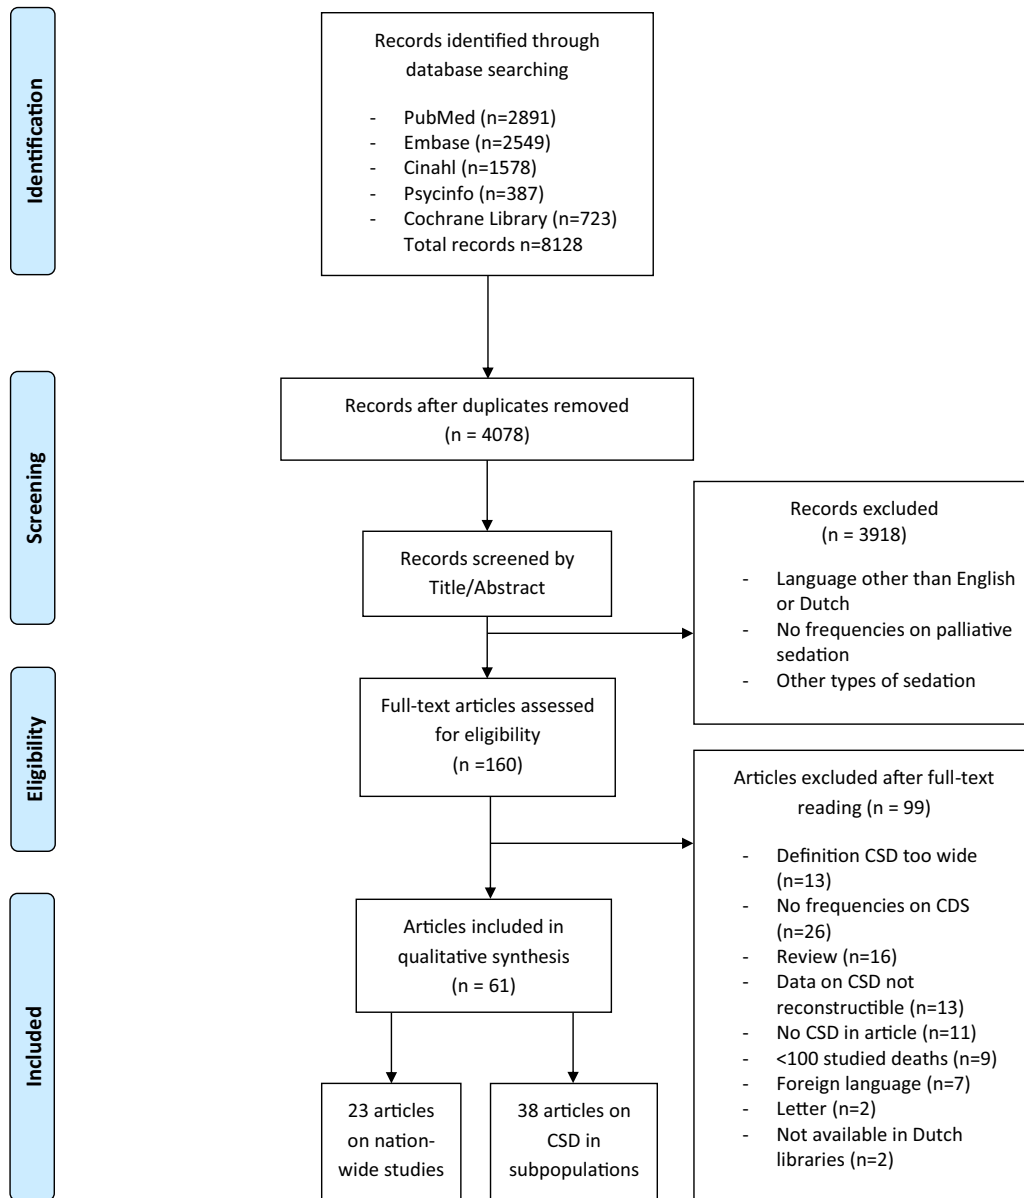 Identification
Records identified through
database searching
- PubMed (n=2891)
- Embase (n=2549)
- Cinahl (n=1578)
- Psycinfo (n=387)
- Cochrane Library (n=723)
Total records n=8128
Screening
Records after duplicates removed
(n = 4078)
Records screened by
Title/Abstract
Records excluded
(n = 3918)
- Language other than English
or Dutch
- No frequencies on palliative
sedation
- Other types of sedation
Eligibility
Full-text articles assessed
for eligibility
(n =160)
Articles excluded after full-text
reading (n = 99)
- Definition CSD too wide
(n=13)
- No frequencies on CDS
(n=26)
- Review (n=16)
- Data on CSD not
reconstructible (n=13)
- No CSD in article (n=11)
- <100 studied deaths (n=9)
- Foreign language (n=7)
- Letter (n=2)
- Not available in Dutch
libraries (n=2)
Included
Articles included in
qualitative synthesis
(n = 61)
23 articles
on nation-
wide studies
38 articles on
CSD in
subpopulations